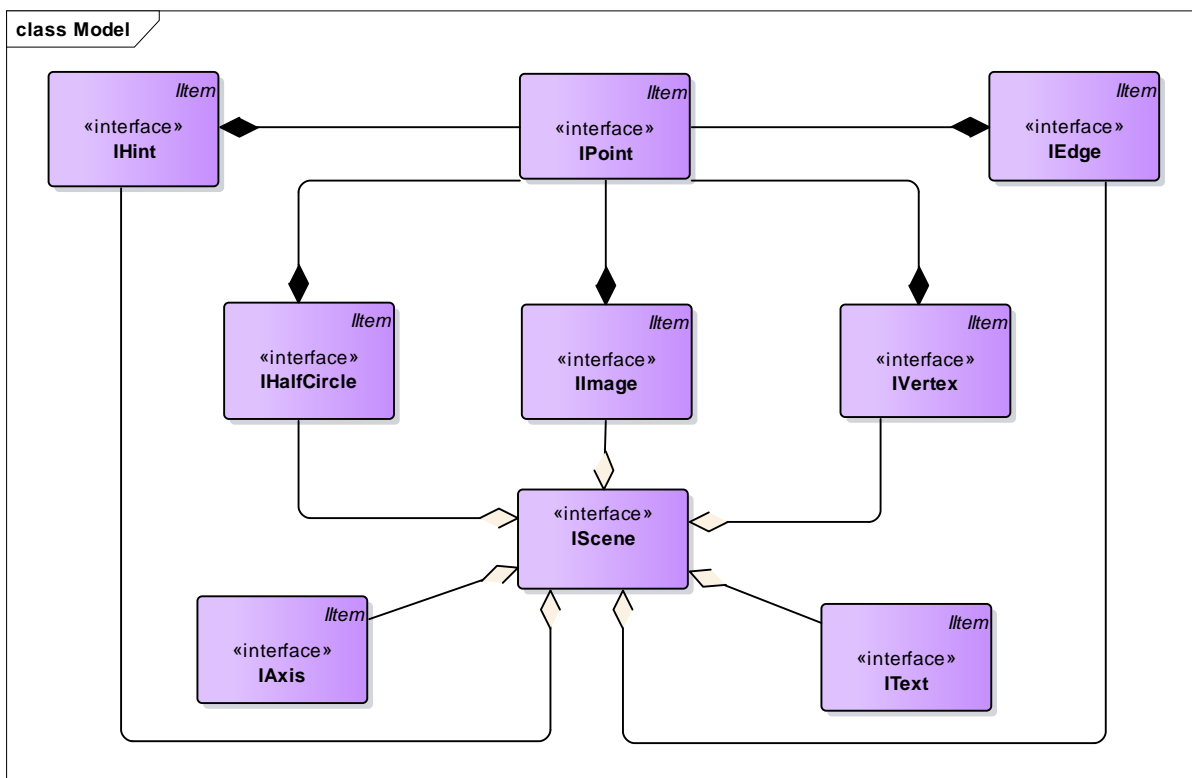 class Model
IItem
«interface»
IHint
IItem
«interface»
IPoint
IItem
«interface»
IEdge
IItem
«interface»
IHalfCircle
IItem
«interface»
IImage
IItem
«interface»
IVertex
«interface»
IScene
IItem
«interface»
IAxis
IItem
«interface»
IText